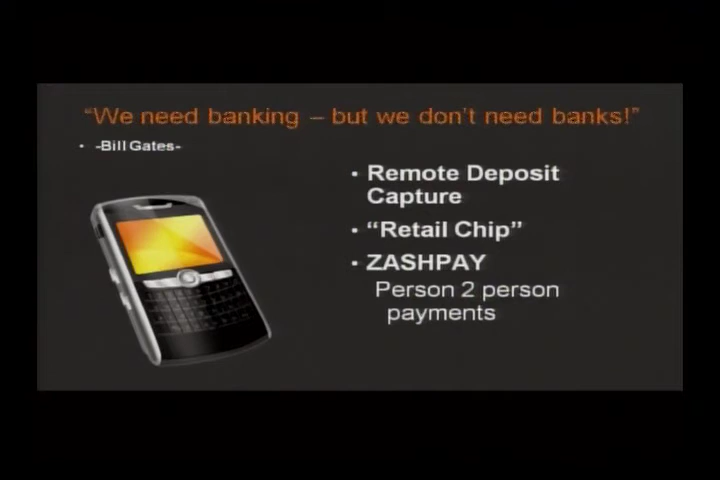 “We need banking – but we don't need banks!”
• -Bill Gates-
• Remote Deposit
Capture
• “Retail Chip”
• ZASHPAY
Person 2 person
payments